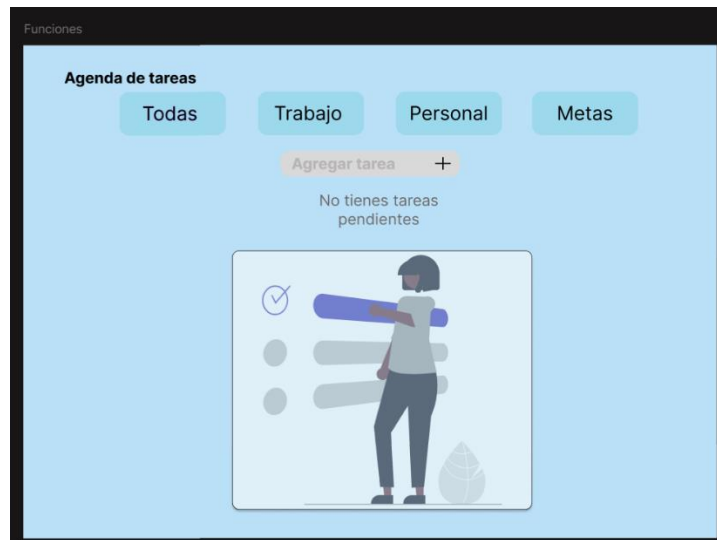 Funciones
Agenda de tareas
Todas
Trabajo
Personal
Metas
Agregar tarea +
No tienes tareas
pendientes